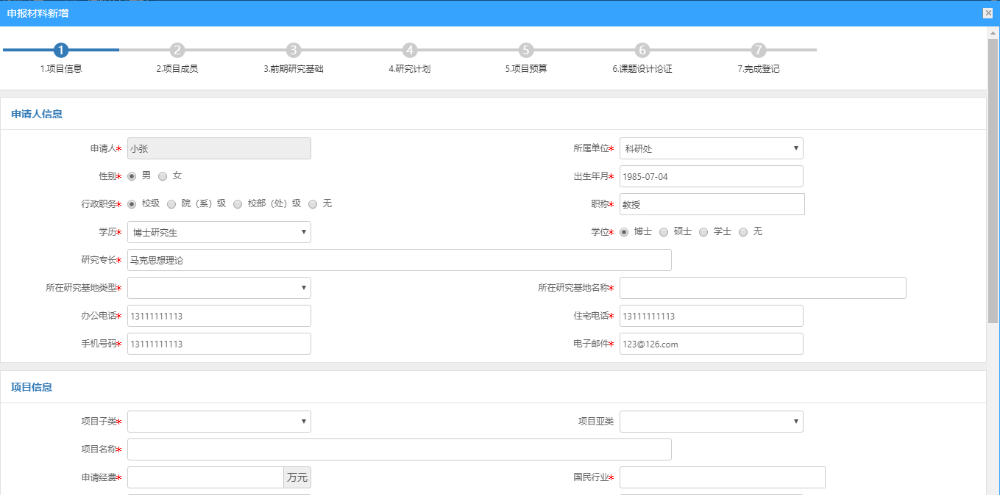 申报材料新增
1 2 3 4 5 6 7
1.项目信息 2.项目成员 3.前期研究基础 4.研究计划 5.项目预算 6.课题设计论证 7.完成登记
申请人信息
申请人* 小张 所属单位* 科研处
性别* 男 女 出生年月* 1985-07-04
行政职务* 校级 院（系）级 校部（处）级 无 职称* 教授
学历* 博士研究生 学位* 博士 硕士 学士 无
研究专长* 马克思想理论
所在研究基地类型* 所在研究基地名称*
办公电话* 13111111113 住宅电话* 13111111113
手机号码* 13111111113 电子邮件* 123@126.com
项目信息
项目子类* 项目亚类
项目名称*
申请经费* 万元 国民行业*